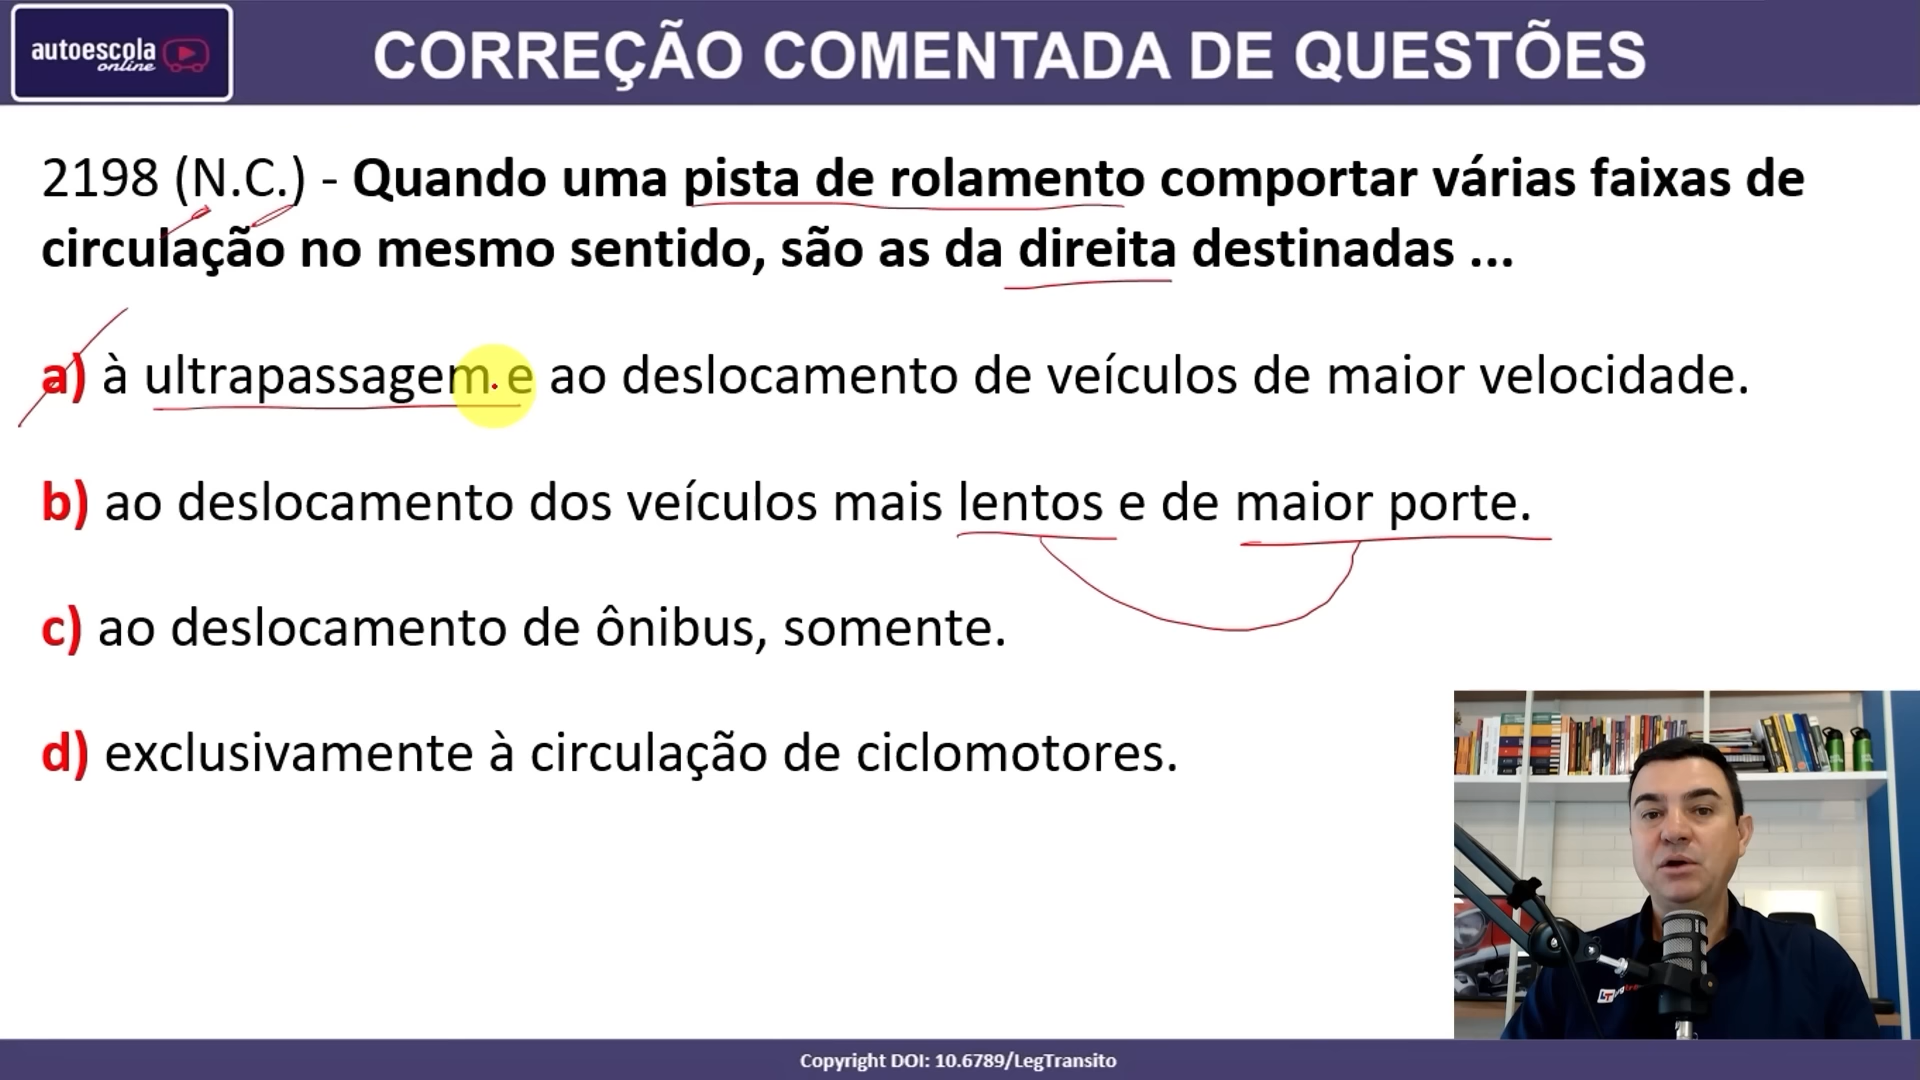 autoescola
online
CORREÇÃO COMENTADA DE QUESTÕES
2198 (N.C.) - Quando uma pista de rolamento comportar várias faixas de
circulação no mesmo sentido, são as da direita destinadas ...
a) à ultrapassagem e ao deslocamento de veículos de maior velocidade.
b) ao deslocamento dos veículos mais lentos e de maior porte.
c) ao deslocamento de ônibus, somente.
d) exclusivamente à circulação de ciclomotores.
Copyright DOI: 10.6789/LegTransito